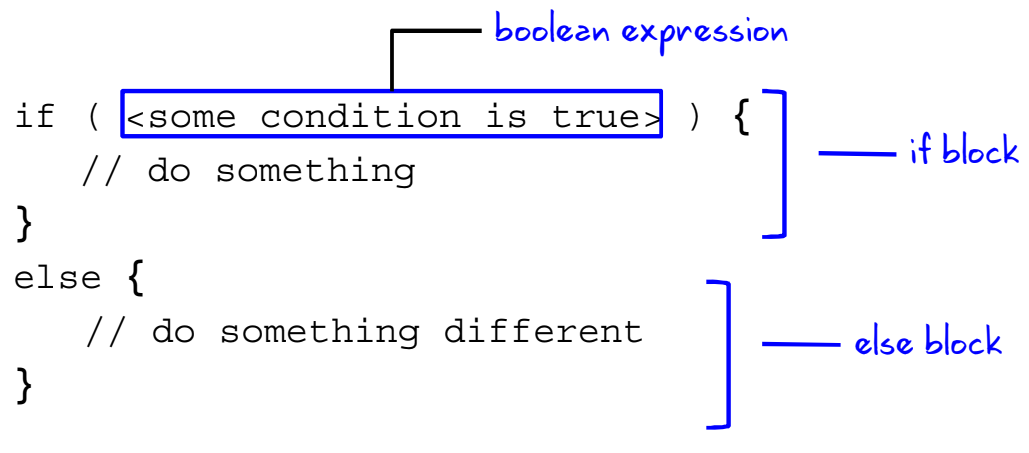 boolean expression
if ( <some condition is true> ) {
// do something
if block
}
else {
// do something different
else block
}